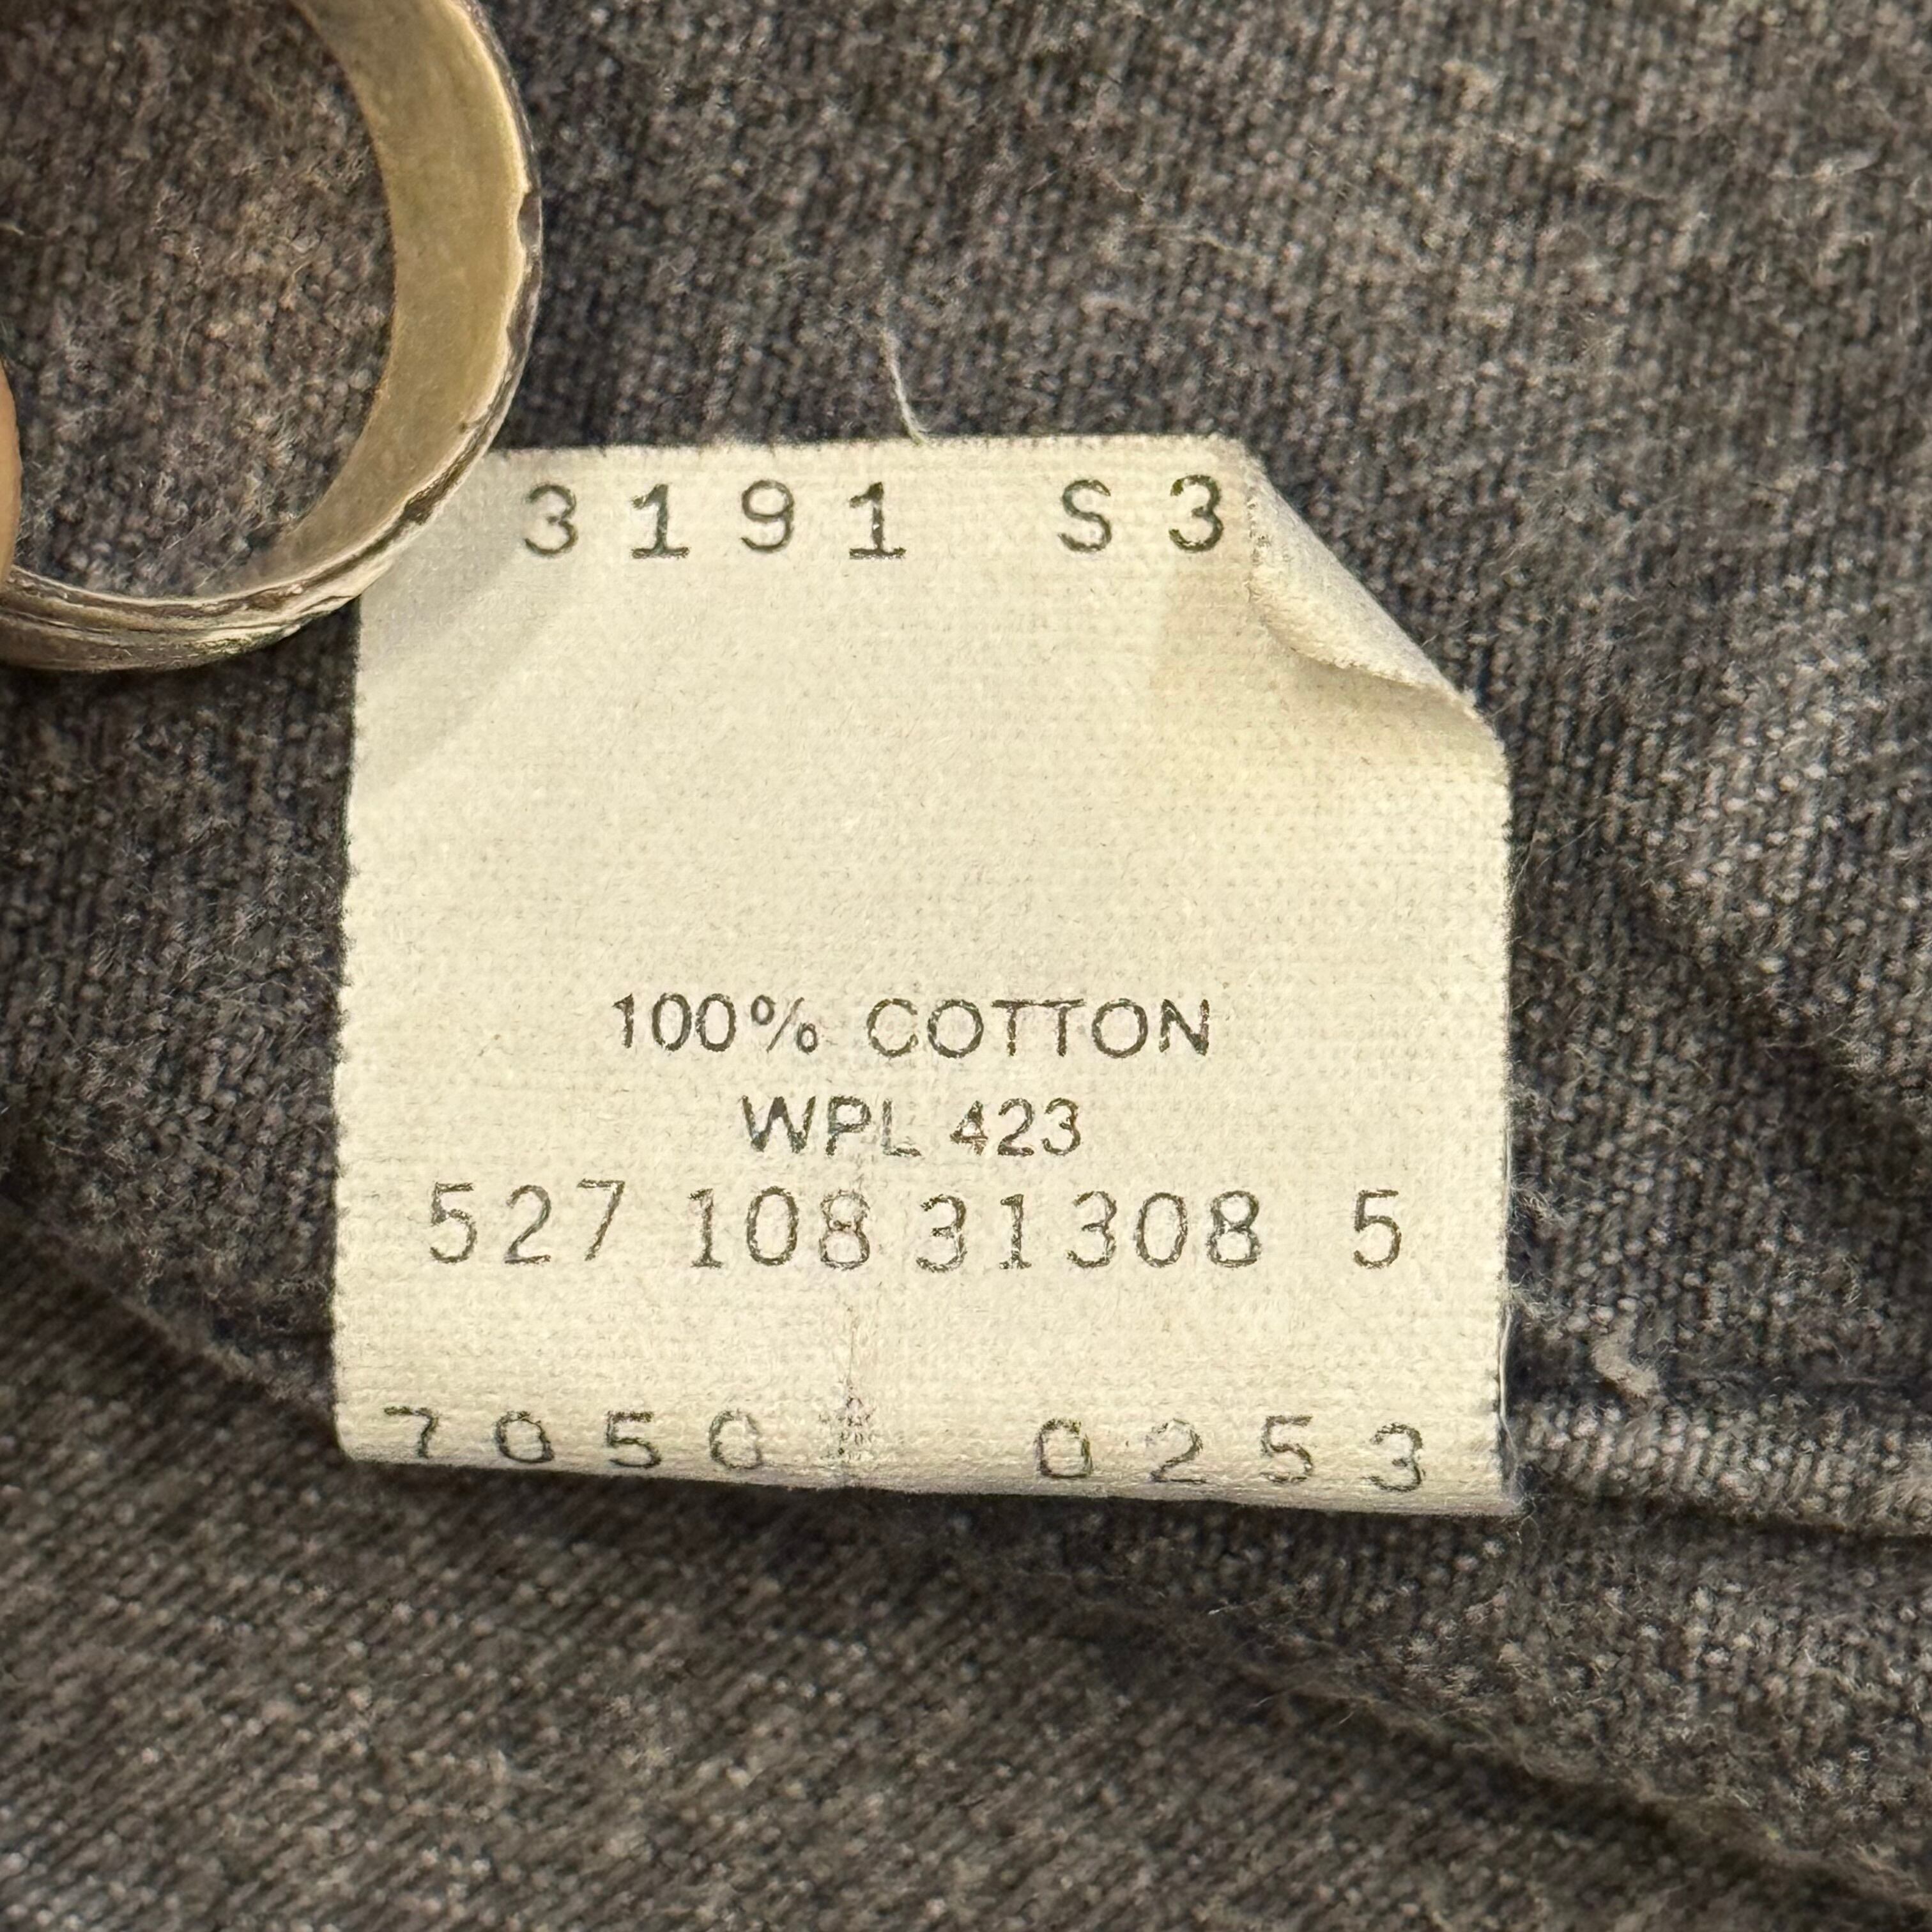 3191 S3
100% COTTON
WPL 423
527 108 31308 5
7050 0253